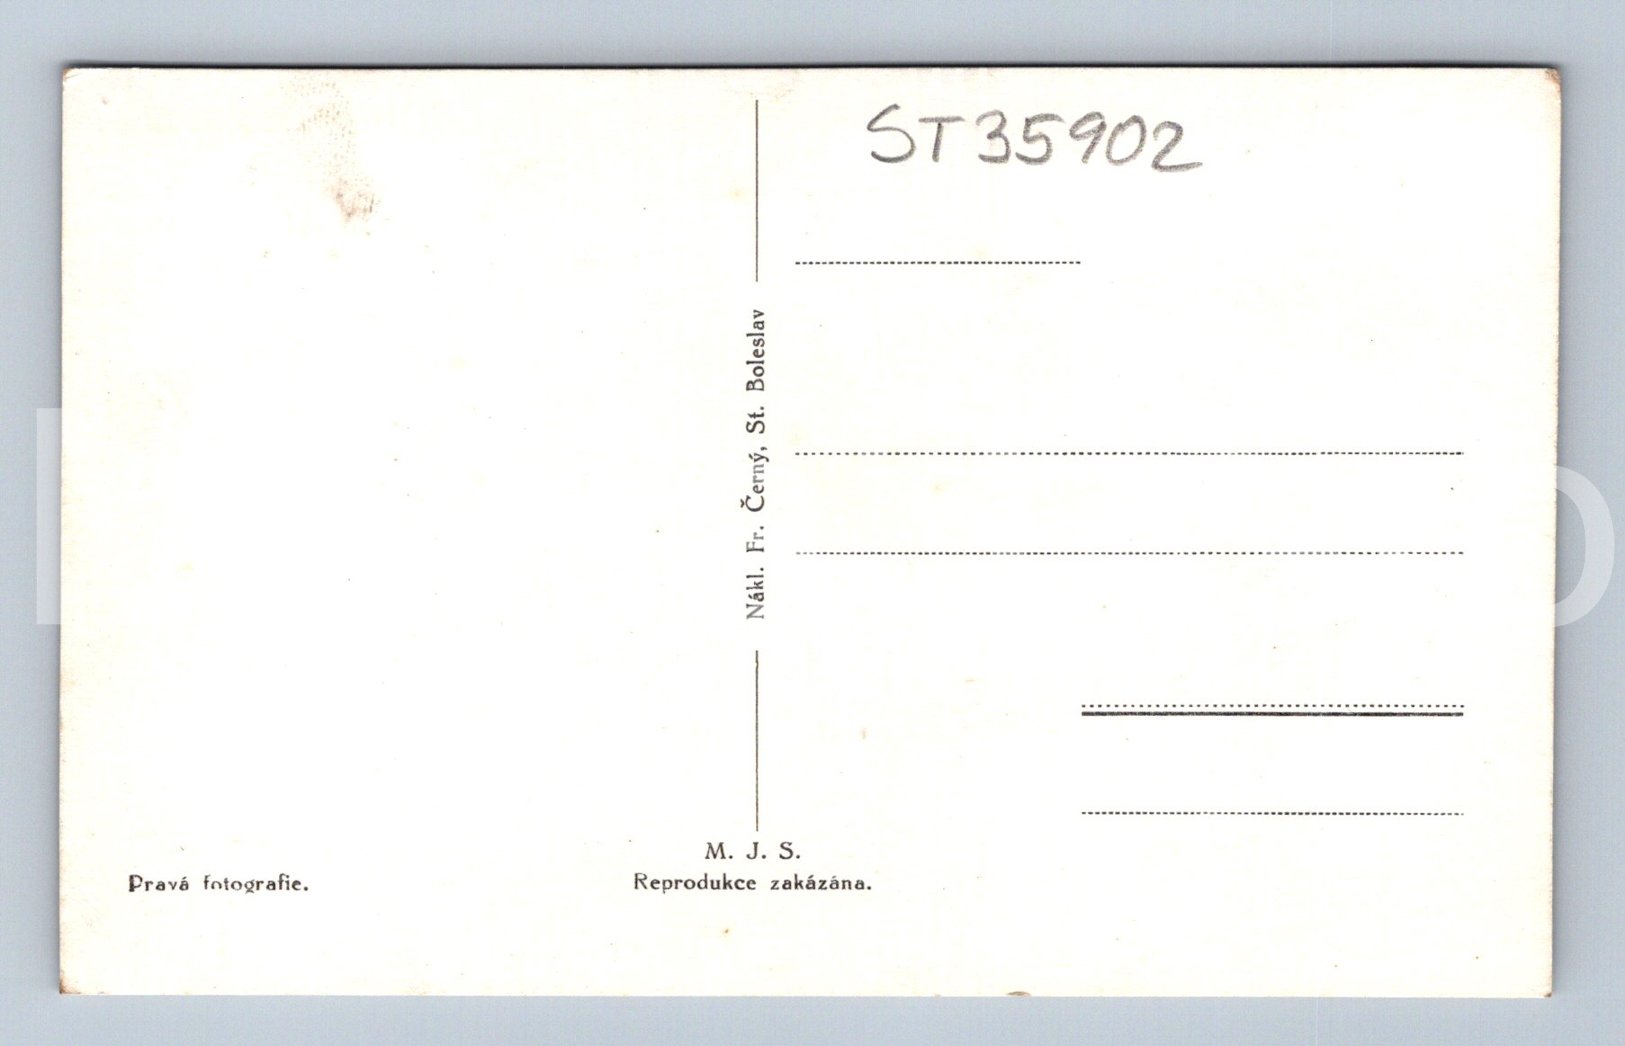 ST35902
Nákl. Fr. Černý, St. Boleslav
M. J. S.
Pravá fotografie.
Reprodukce zakázána.